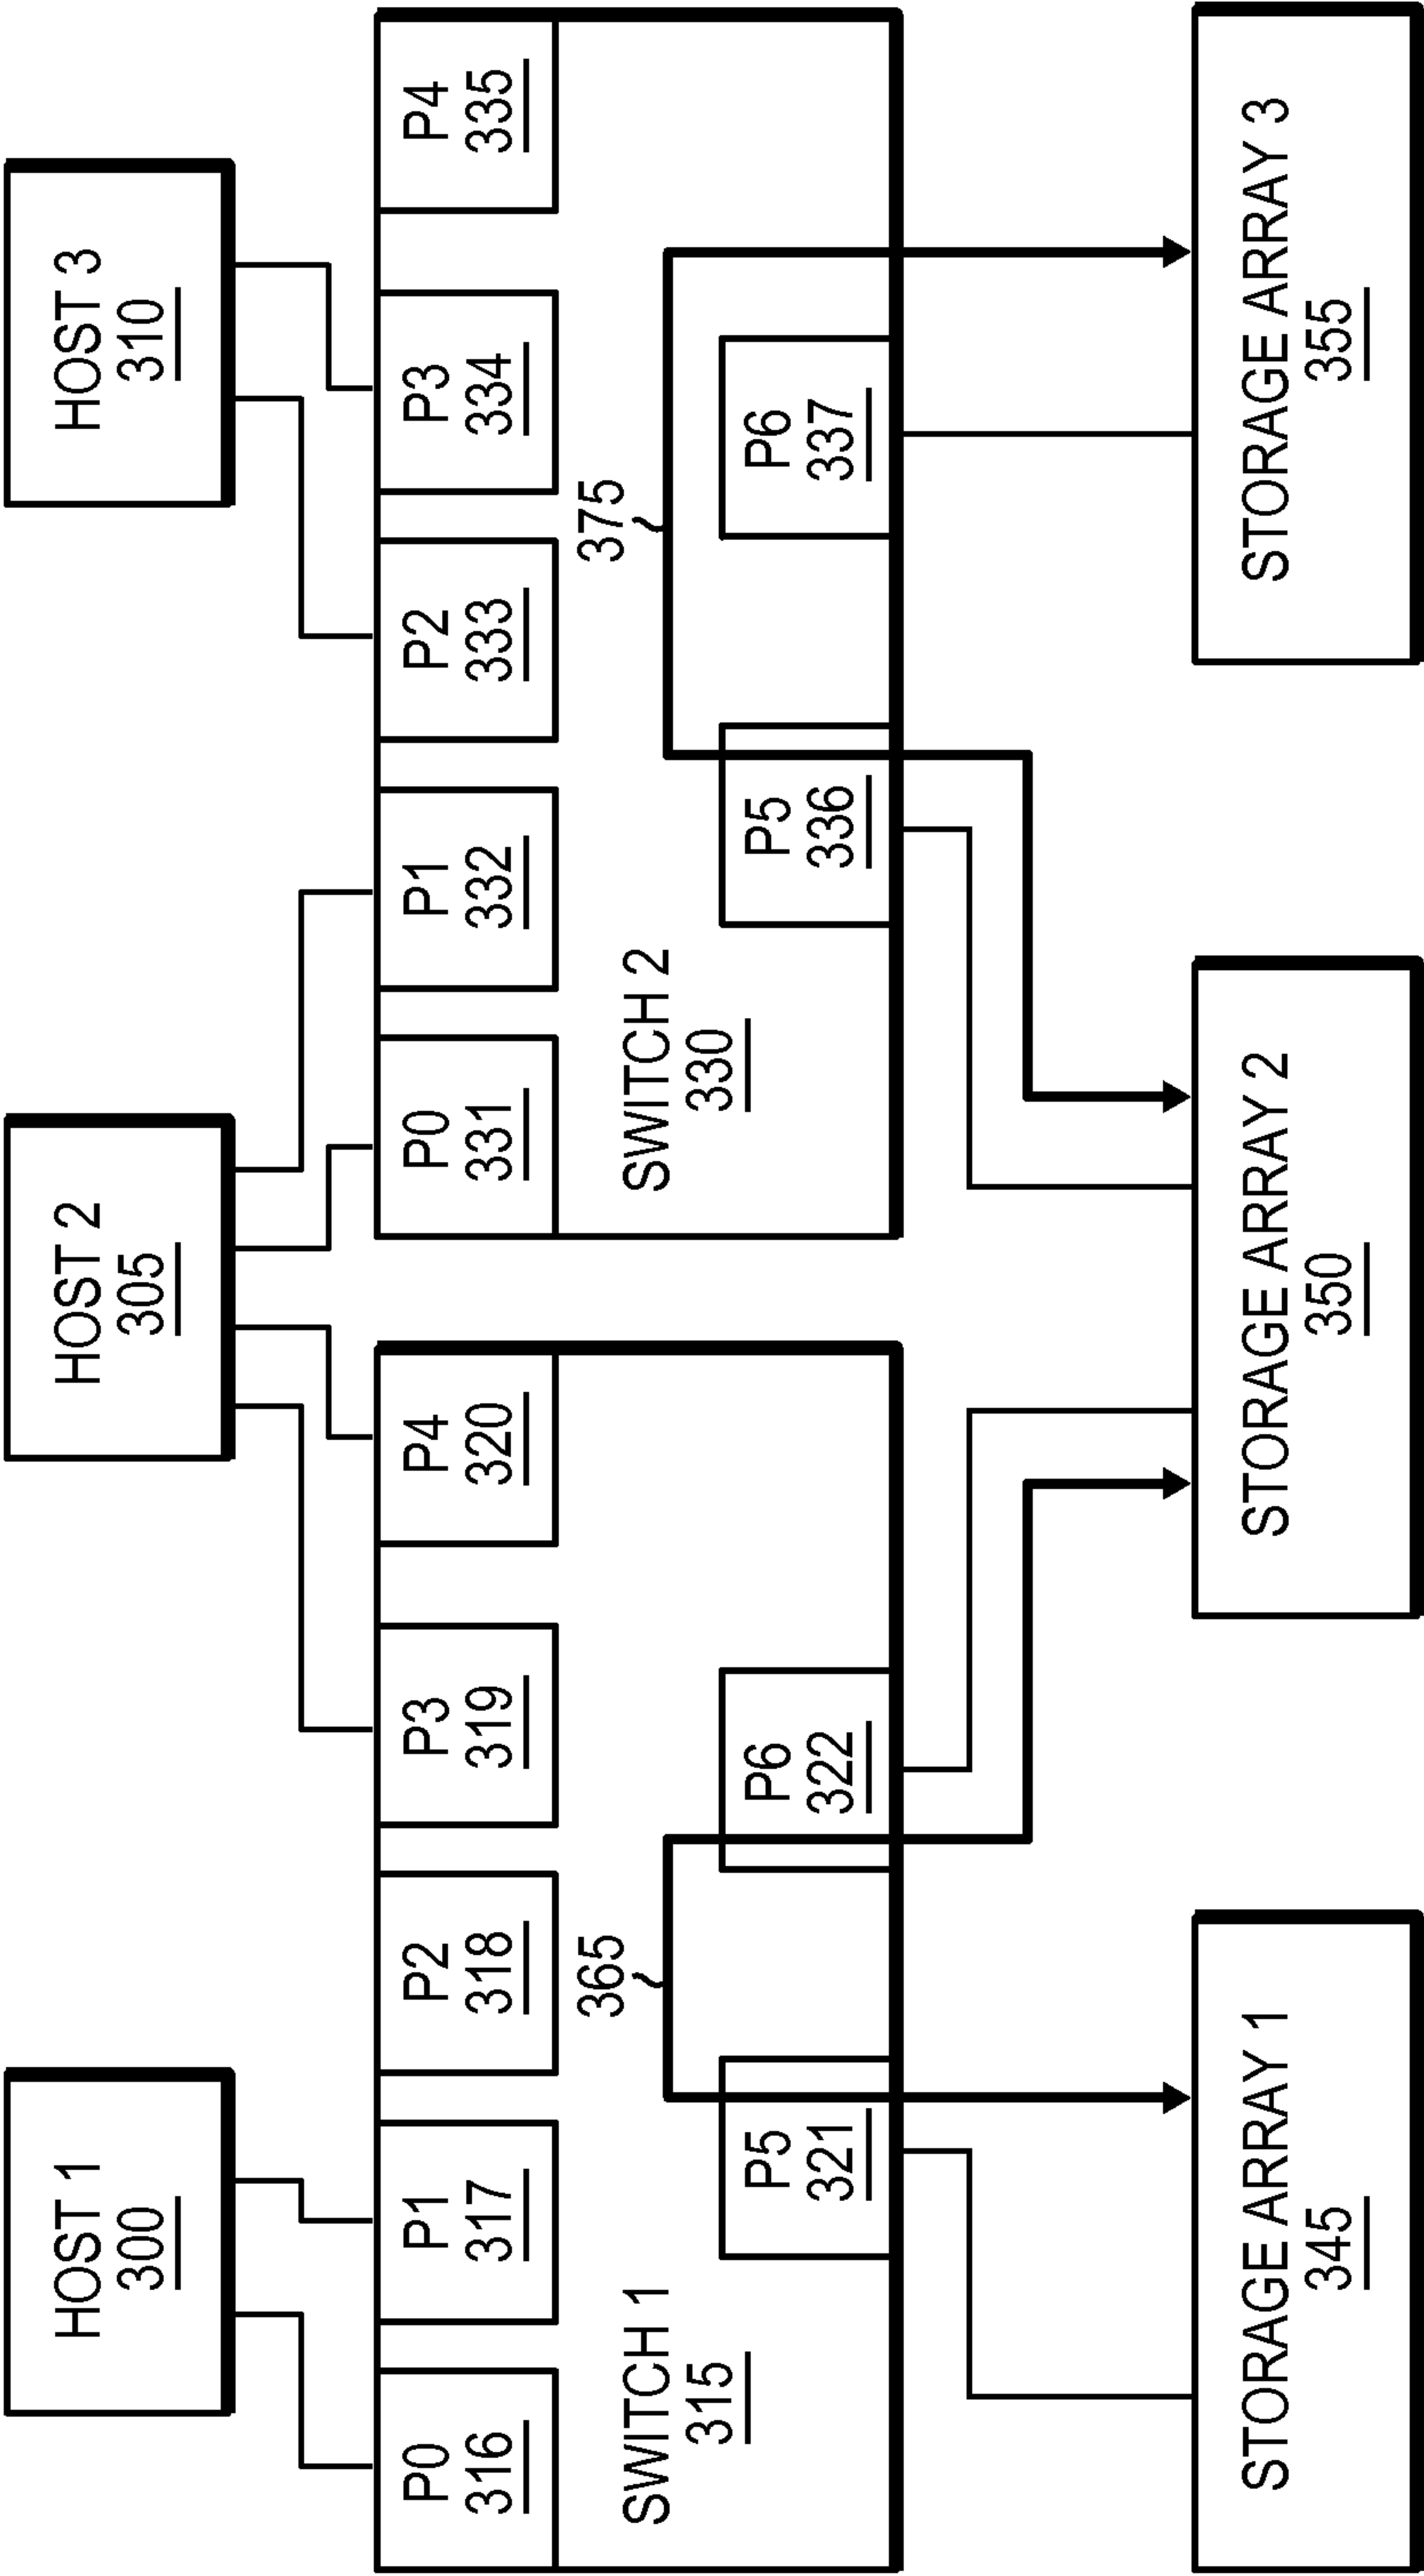 HOST 1
300
HOST 2
305
HOST 3
310
P0
316
P1
317
P2
318
P3
319
P4
320
P0
331
P1
332
P2
333
P3
334
P4
335
365
375
SWITCH 1
315
SWITCH 2
330
P5
321
P6
322
P5
336
P6
337
STORAGE ARRAY 1
345
STORAGE ARRAY 2
350
STORAGE ARRAY 3
355